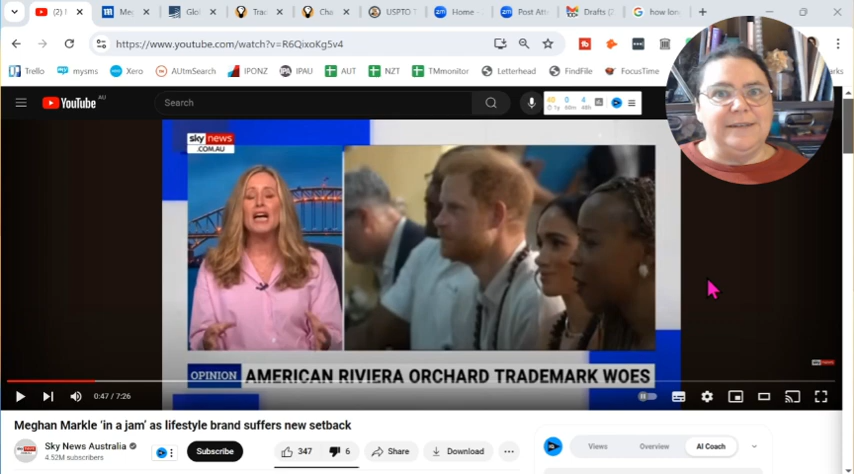 (2)
Me
Glo
Tra
Cha
USPTO T
Home -
Post Att
Drafts (2
how lon
https://www.youtube.com/watch?v=R6QixoKg5v4
Trello
mysms
Xero
AUtmSearch
IPONZ
IPAU
AUT
NZT
TMmonitor
Letterhead
FindFile
FocusTime
arks
YouTube AU
Search
sky news
.COM.AU
OPINION AMERICAN RIVIERA ORCHARD TRADEMARK WOES
0:47 / 7:26
Meghan Markle ‘in a jam’ as lifestyle brand suffers new setback
Sky News Australia
4.52M subscribers
Subscribe
347
6
Share
Download
Views
Overview
AI Coach